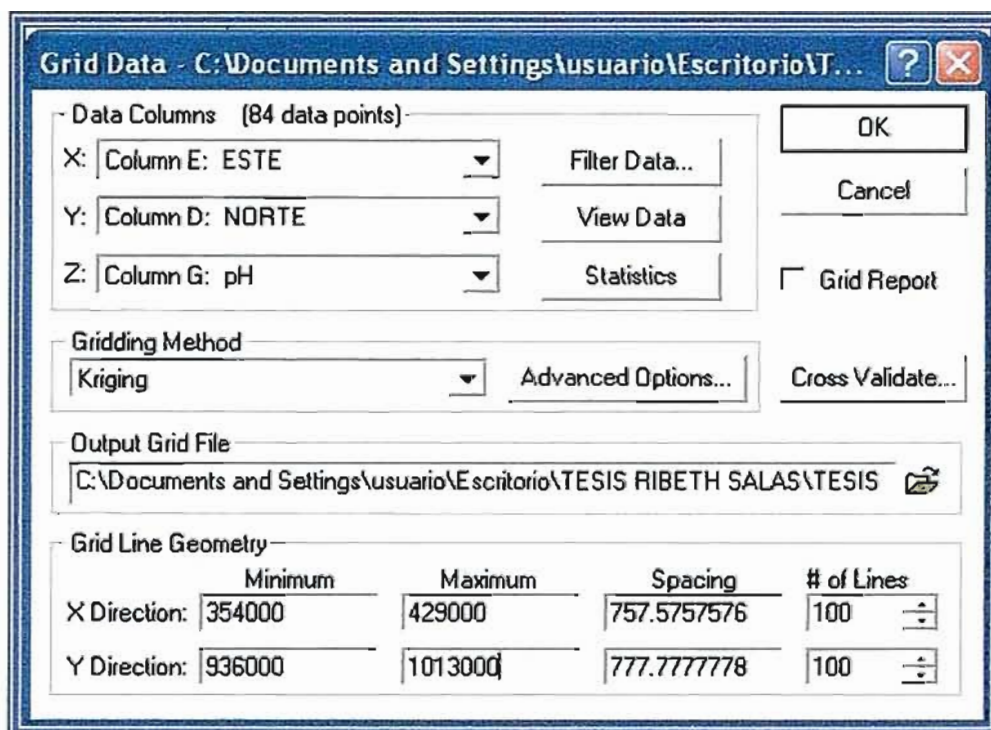 Grid Data - C:\Documents and Settings\usuario\Escritorio\T...
Data Columns (84 data points)
X: Column E: ESTE
Filter Data...
OK
Cancel
Y: Column D: NORTE
View Data
Z: Column G: pH
Statistics
Grid Report
Gridding Method
Kriging
Advanced Options...
Cross Validate...
Output Grid File
C:\Documents and Settings\usuario\Escritorio\TESIS RIBETH SALAS\TESIS
Grid Line Geometry
Minimum Maximum Spacing # of Lines
X Direction: 354000 429000 757.5757576 100
Y Direction: 936000 1013000 777.7777778 100